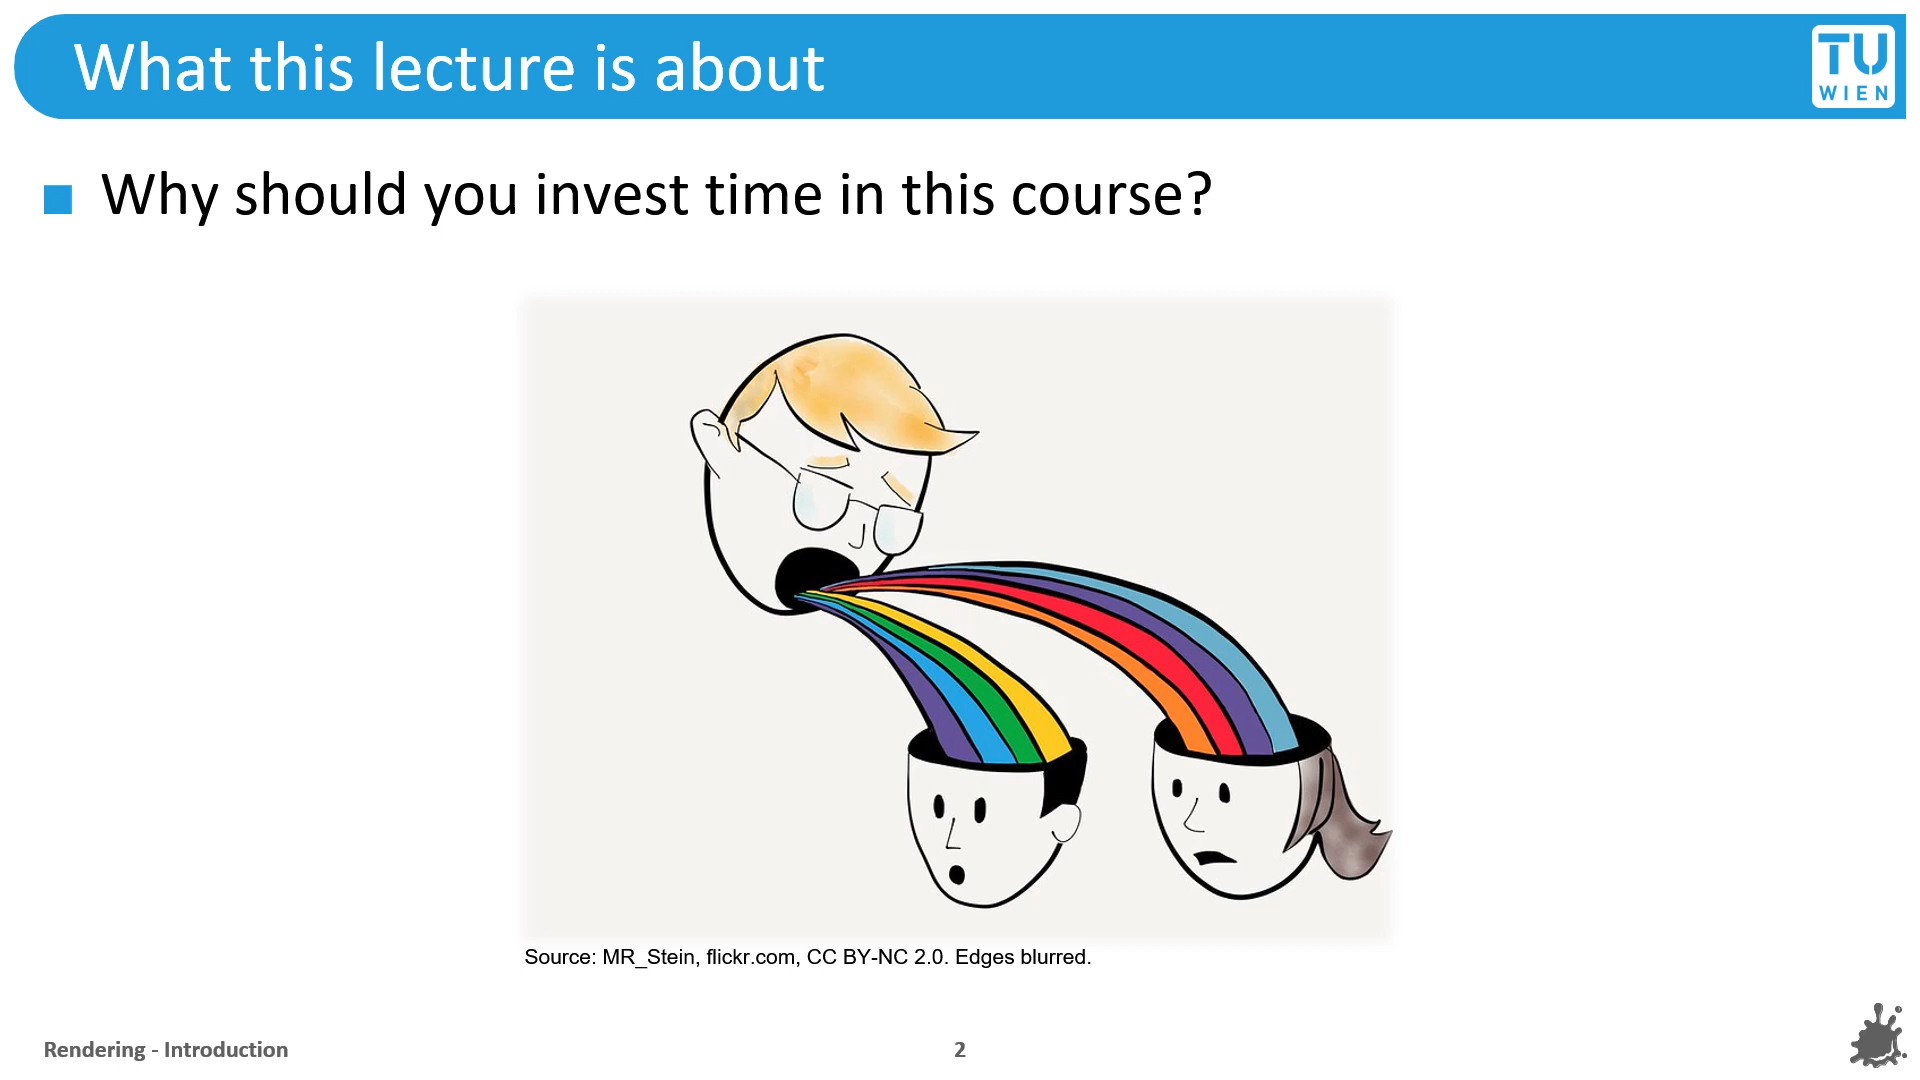 What this lecture is about
TU
WIEN
Why should you invest time in this course?
Source: MR_Stein, flickr.com, CC BY-NC 2.0. Edges blurred.
Rendering - Introduction
2